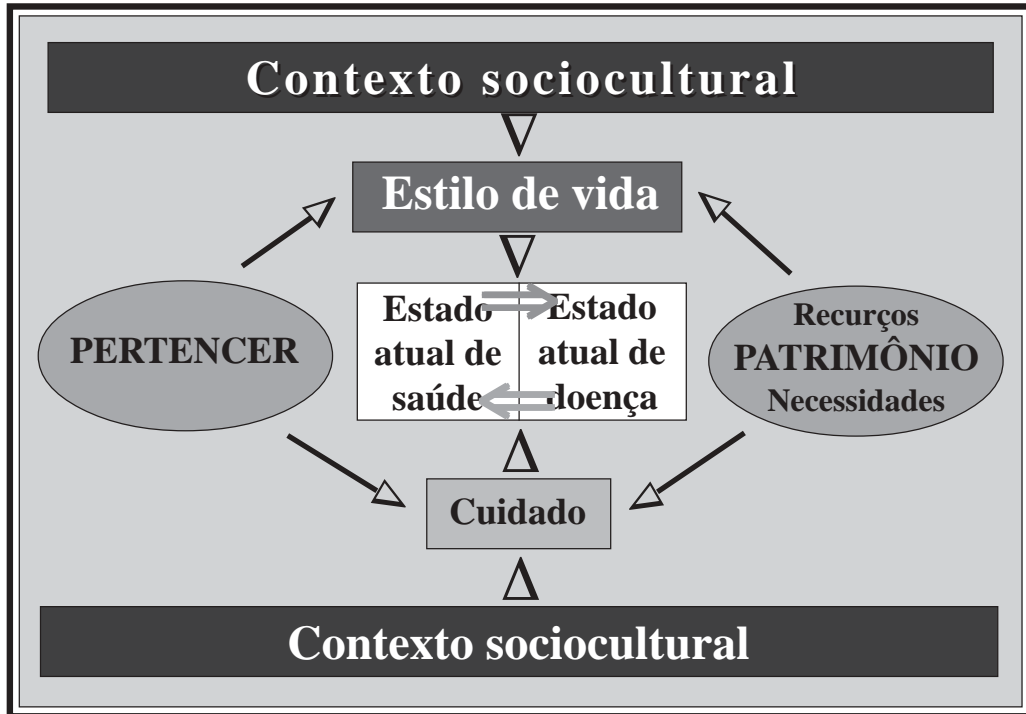 Contexto sociocultural
Estilo de vida
PERTENCER
Estado
atual de
saúde
Estado
atual de
doença
Recurços
PATRIMÔNIO
Necessidades
Cuidado
Contexto sociocultural